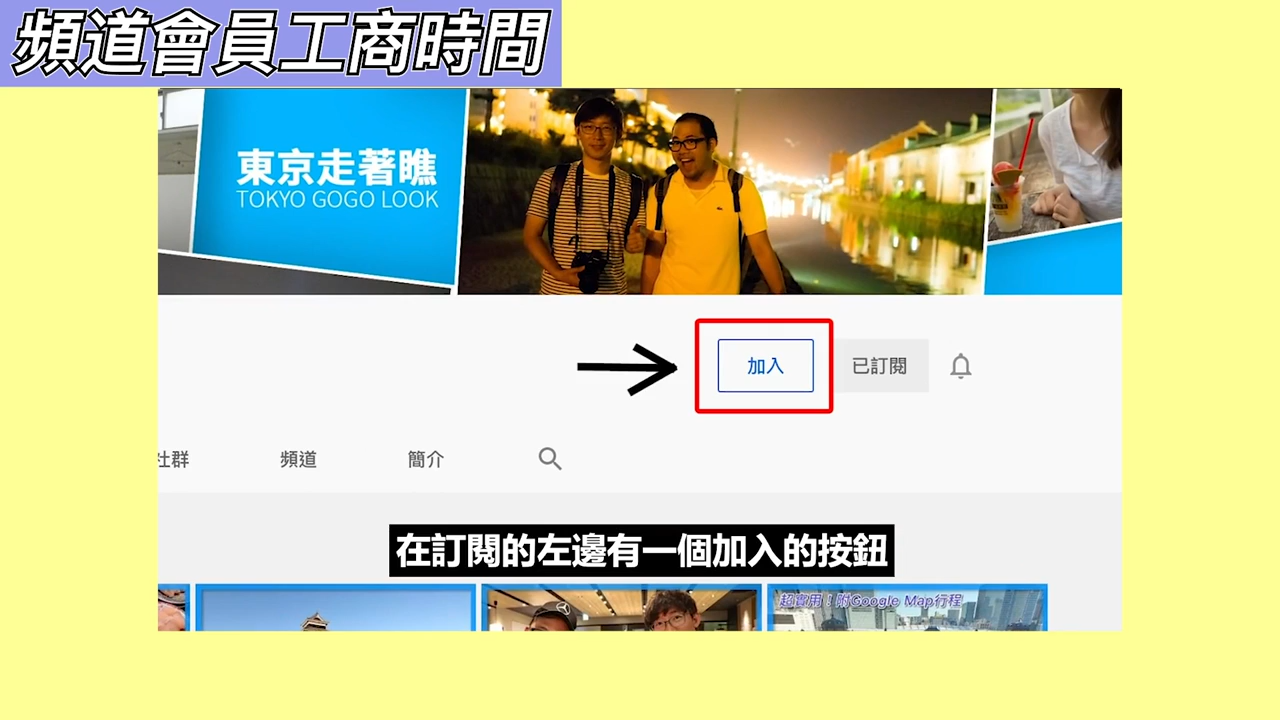 頻道會員工商時間
東京走著瞧
TOKYO GOGO LOOK
加入
已訂閱
社群
頻道
簡介
在訂閱的左邊有一個加入的按鈕
超實用！附Google Map行程